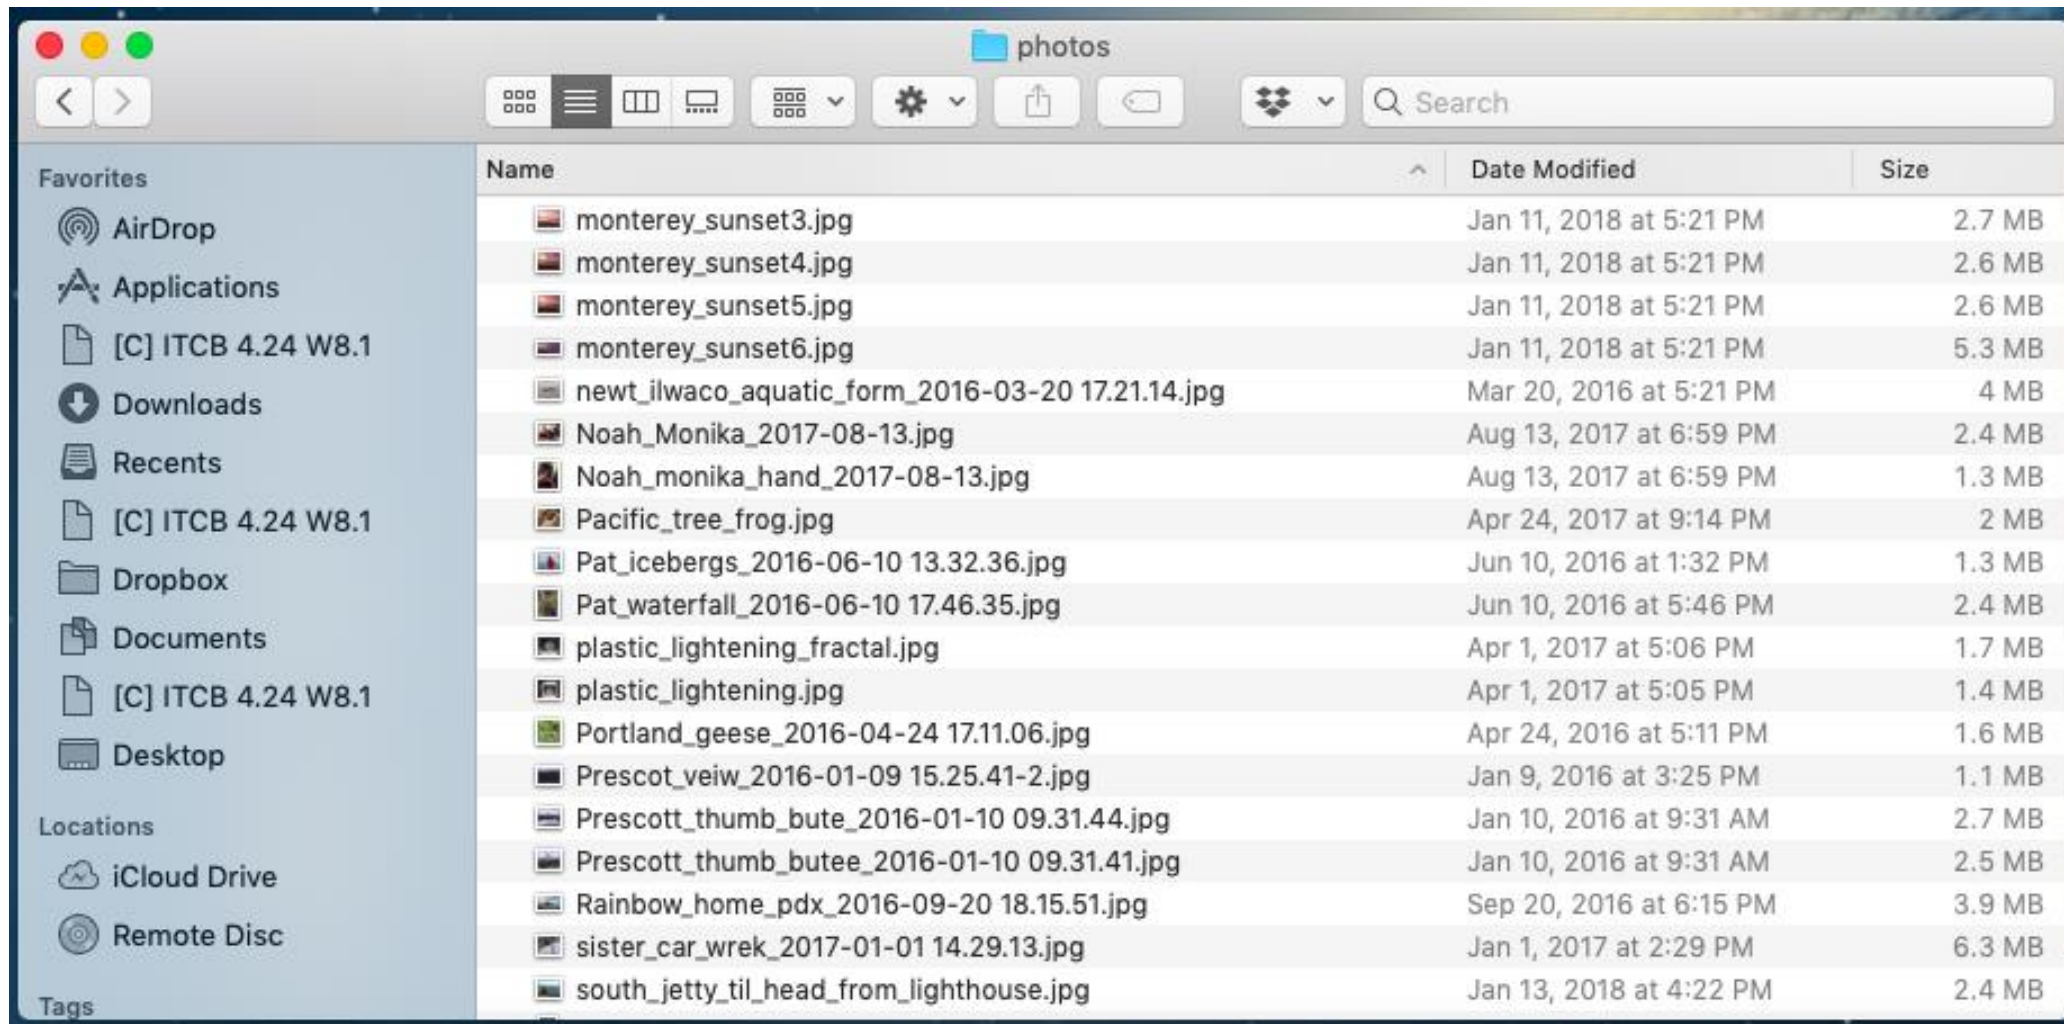 photos
Search
Favorites
AirDrop
Applications
[C] ITCB 4.24 W8.1
Downloads
Recents
[C] ITCB 4.24 W8.1
Dropbox
Documents
[C] ITCB 4.24 W8.1
Desktop
Locations
iCloud Drive
Remote Disc
Tags
Name Date Modified Size
monterey_sunset3.jpg Jan 11, 2018 at 5:21 PM 2.7 MB
monterey_sunset4.jpg Jan 11, 2018 at 5:21 PM 2.6 MB
monterey_sunset5.jpg Jan 11, 2018 at 5:21 PM 2.6 MB
monterey_sunset6.jpg Jan 11, 2018 at 5:21 PM 5.3 MB
newt_ilwaco_aquatic_form_2016-03-20 17.21.14.jpg Mar 20, 2016 at 5:21 PM 4 MB
Noah_Monika_2017-08-13.jpg Aug 13, 2017 at 6:59 PM 2.4 MB
Noah_monika_hand_2017-08-13.jpg Aug 13, 2017 at 6:59 PM 1.3 MB
Pacific_tree_frog.jpg Apr 24, 2017 at 9:14 PM 2 MB
Pat_icebergs_2016-06-10 13.32.36.jpg Jun 10, 2016 at 1:32 PM 1.3 MB
Pat_waterfall_2016-06-10 17.46.35.jpg Jun 10, 2016 at 5:46 PM 2.4 MB
plastic_lightening_fractal.jpg Apr 1, 2017 at 5:06 PM 1.7 MB
plastic_lightening.jpg Apr 1, 2017 at 5:05 PM 1.4 MB
Portland_geese_2016-04-24 17.11.06.jpg Apr 24, 2016 at 5:11 PM 1.6 MB
Prescot_veiw_2016-01-09 15.25.41-2.jpg Jan 9, 2016 at 3:25 PM 1.1 MB
Prescott_thumb_bute_2016-01-10 09.31.44.jpg Jan 10, 2016 at 9:31 AM 2.7 MB
Prescott_thumb_butee_2016-01-10 09.31.41.jpg Jan 10, 2016 at 9:31 AM 2.5 MB
Rainbow_home_pdx_2016-09-20 18.15.51.jpg Sep 20, 2016 at 6:15 PM 3.9 MB
sister_car_wrek_2017-01-01 14.29.13.jpg Jan 1, 2017 at 2:29 PM 6.3 MB
south_jetty_til_head_from_lighthouse.jpg Jan 13, 2018 at 4:22 PM 2.4 MB